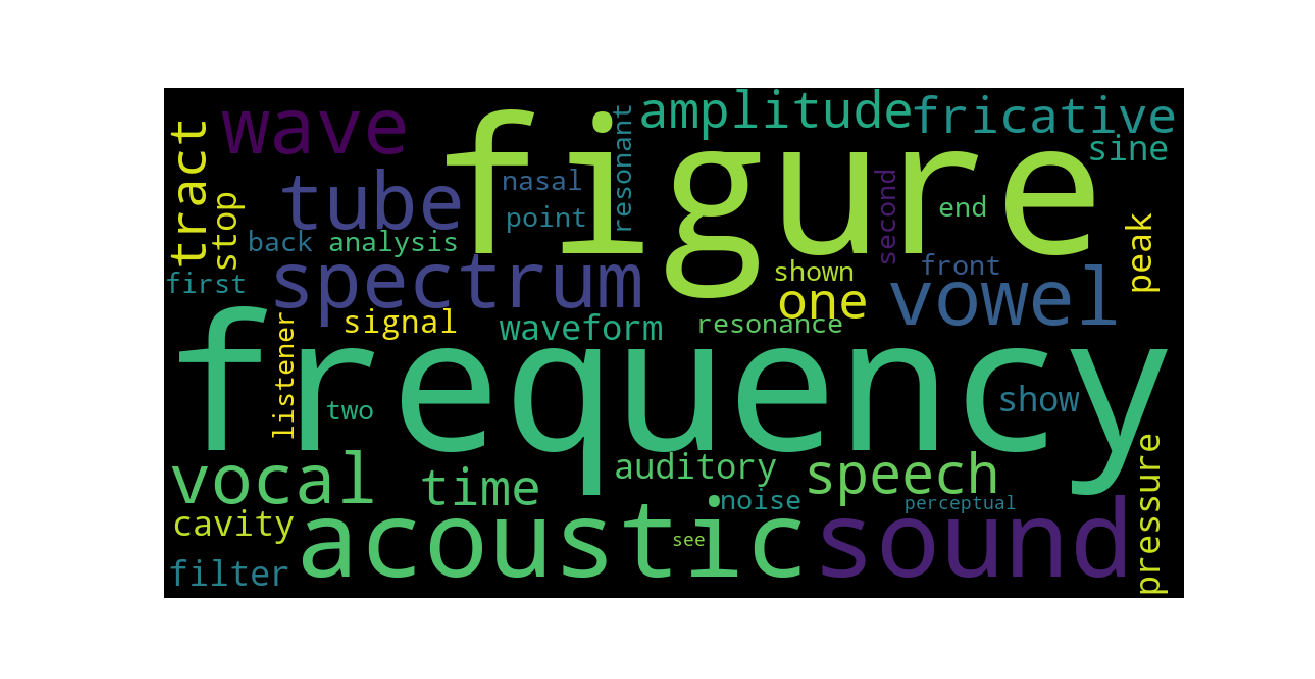 figure
wave
amplitude
fricative
tract
resonant
sine
tube
nasal
second
stop
point
end
back
analysis
peak
first
spectrum
shown
front
one
vowel
listener
signal
waveform
resonance
frequency
two
show
vocal
time
auditory
speech
pressure
cavity
acoustic
noise
perceptual
sound
see
filter